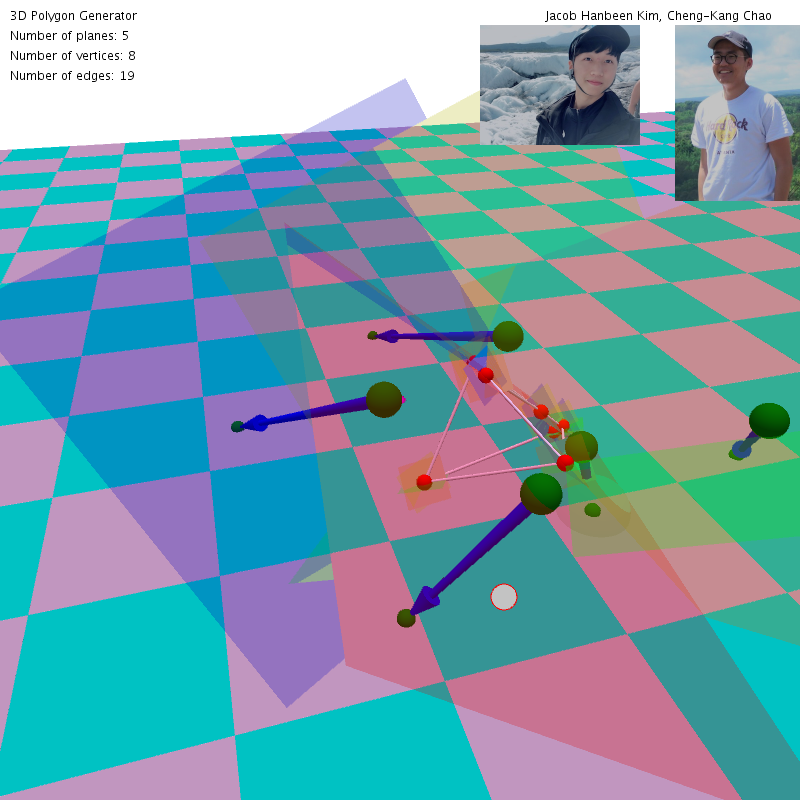 3D Polygon Generator
Jacob Hanbeen Kim, Cheng-Kang Chao
Number of planes: 5
Number of vertices: 8
Number of edges: 19